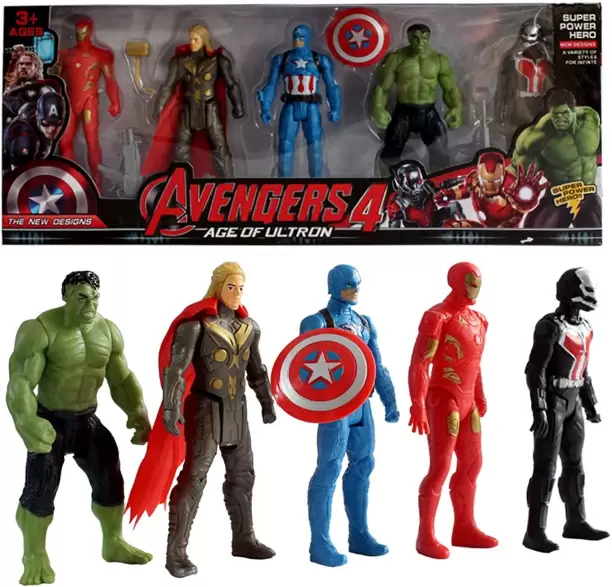 3+
AGES
SUPER
POWER
HERO
NEW DESIGNS
A VARIETY OF
STYLES
FOR INFINITE
AVENGERS 4
AGE OF ULTRON
THE NEW DESIGNS
SUPER
POWER
HERO
A